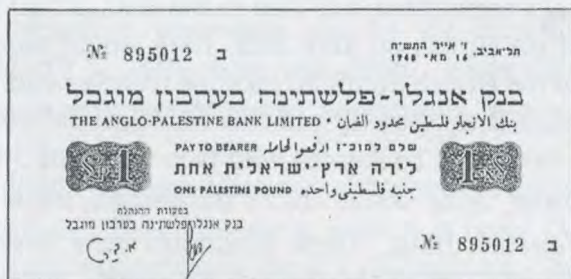 № 895012 ב
תל־אביב, ז׳ אייר התש״ח
16 מאי 1948
בנק אנגלו-פלשתינה בערבון מוגבל
THE ANGLO-PALESTINE BANK LIMITED • بنك الانجلو فلسطين محدود الضمان
PAY TO BEARER שלם למוכ״ז ادفعوا لحامله
לירה ארץ־ישראלית אחת
ONE PALESTINE POUND جنيه فلسطيني واحد
£P1
בפקודת ההנהלה
בנק אנגלו-פלשתינה בערבון מוגבל
№ 895012 ב